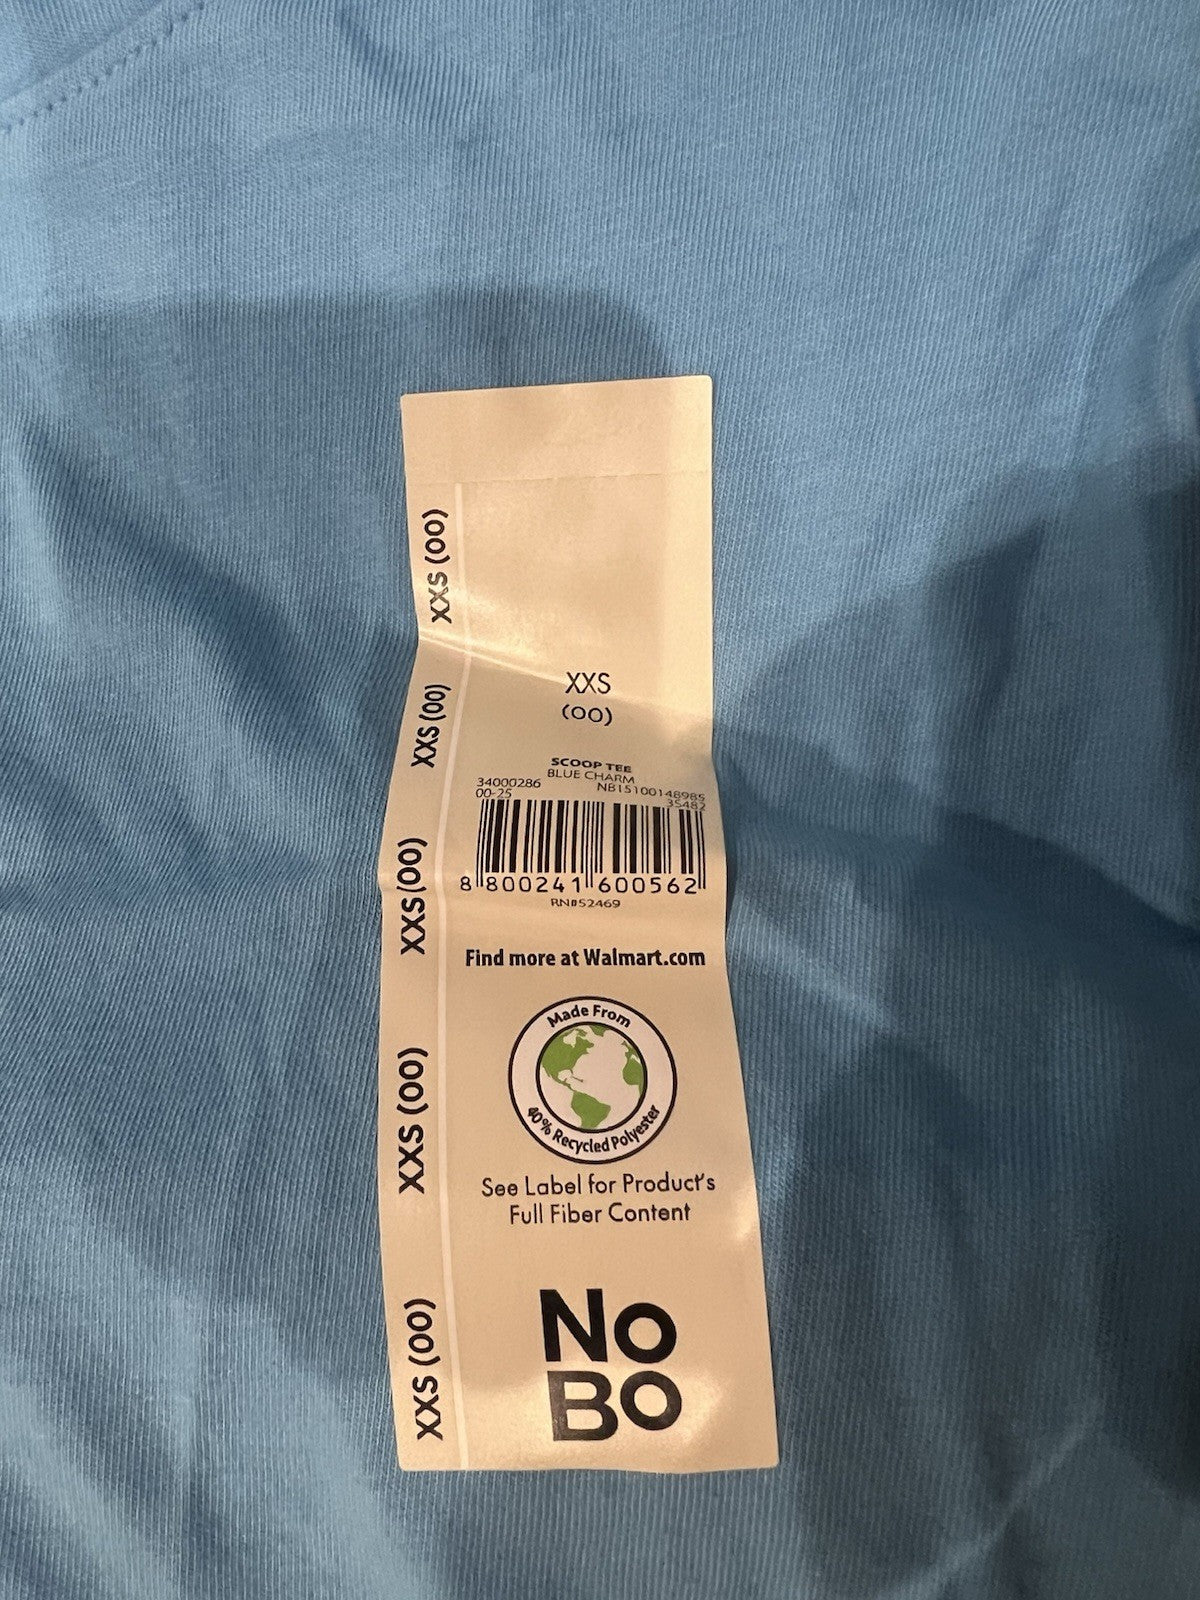 XXS (00)
XXS (00)
XXS (00)
XXS (00)
XXS (00)
XXS
(00)
SCOOP TEE
BLUE CHARM
34000286
NB15100148985
00-25
35482
8 800241 600562
RN#52469
Find more at Walmart.com
Made From
40% Recycled Polyester
See Label for Product's
Full Fiber Content
NO
BO